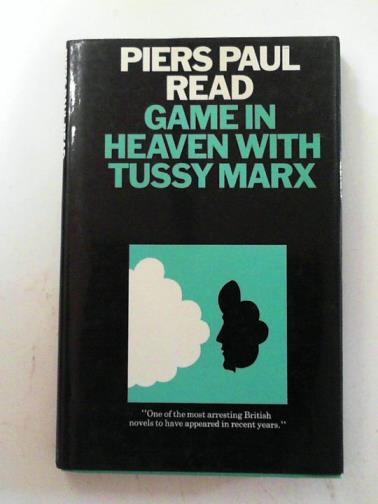 PIERS PAUL
READ
GAME IN
HEAVEN WITH
TUSSY MARX
"One of the most arresting British
novels to have appeared in recent years."